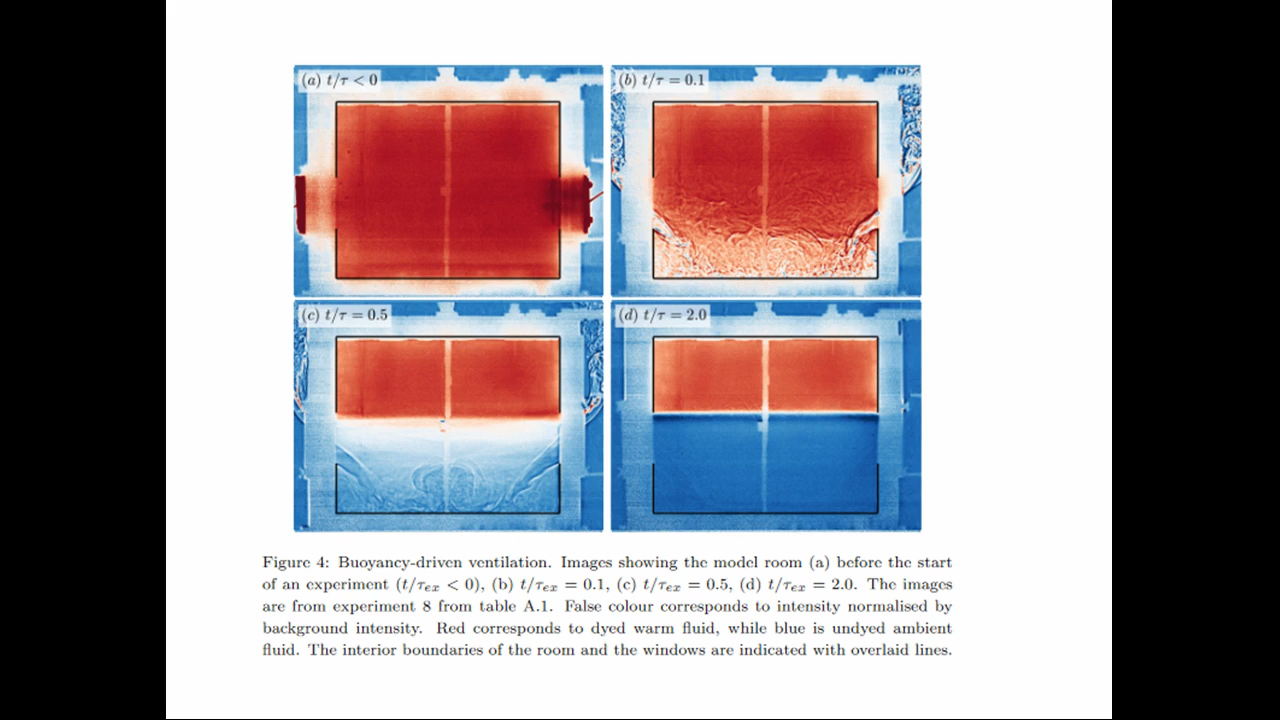 (a) t/τ < 0
(b) t/τ = 0.1
(c) t/τ = 0.5
(d) t/τ = 2.0
Figure 4: Buoyancy-driven ventilation. Images showing the model room (a) before the start
of an experiment (t/τex < 0), (b) t/τex = 0.1, (c) t/τex = 0.5, (d) t/τex = 2.0. The images
are from experiment 8 from table A.1. False colour corresponds to intensity normalised by
background intensity. Red corresponds to dyed warm fluid, while blue is undyed ambient
fluid. The interior boundaries of the room and the windows are indicated with overlaid lines.